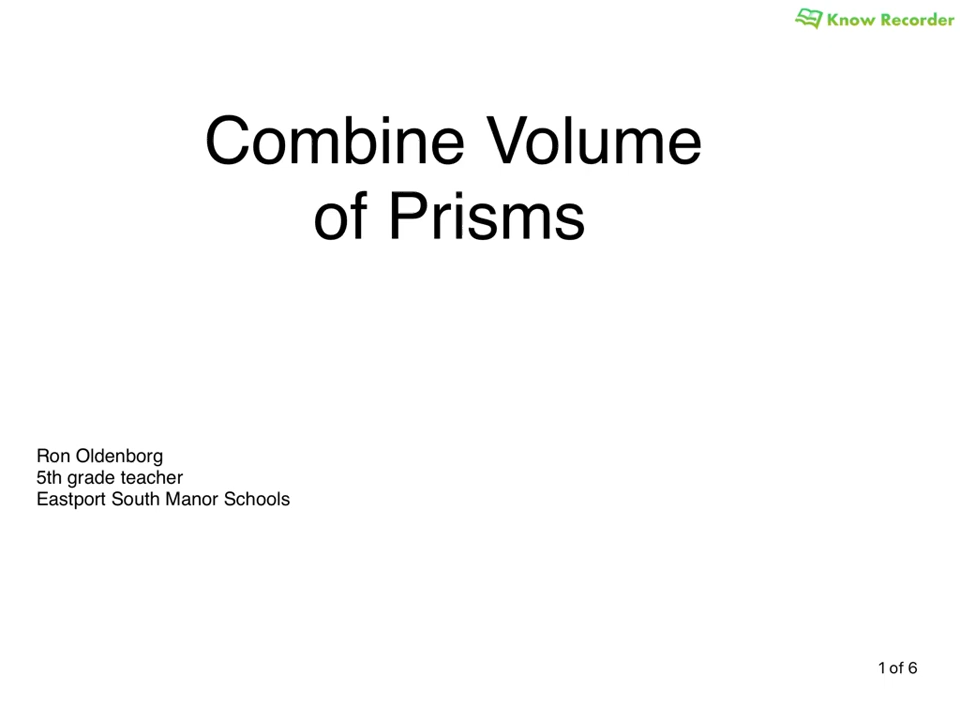 Know Recorder
Combine Volume
of Prisms
Ron Oldenborg
5th grade teacher
Eastport South Manor Schools
1 of 6